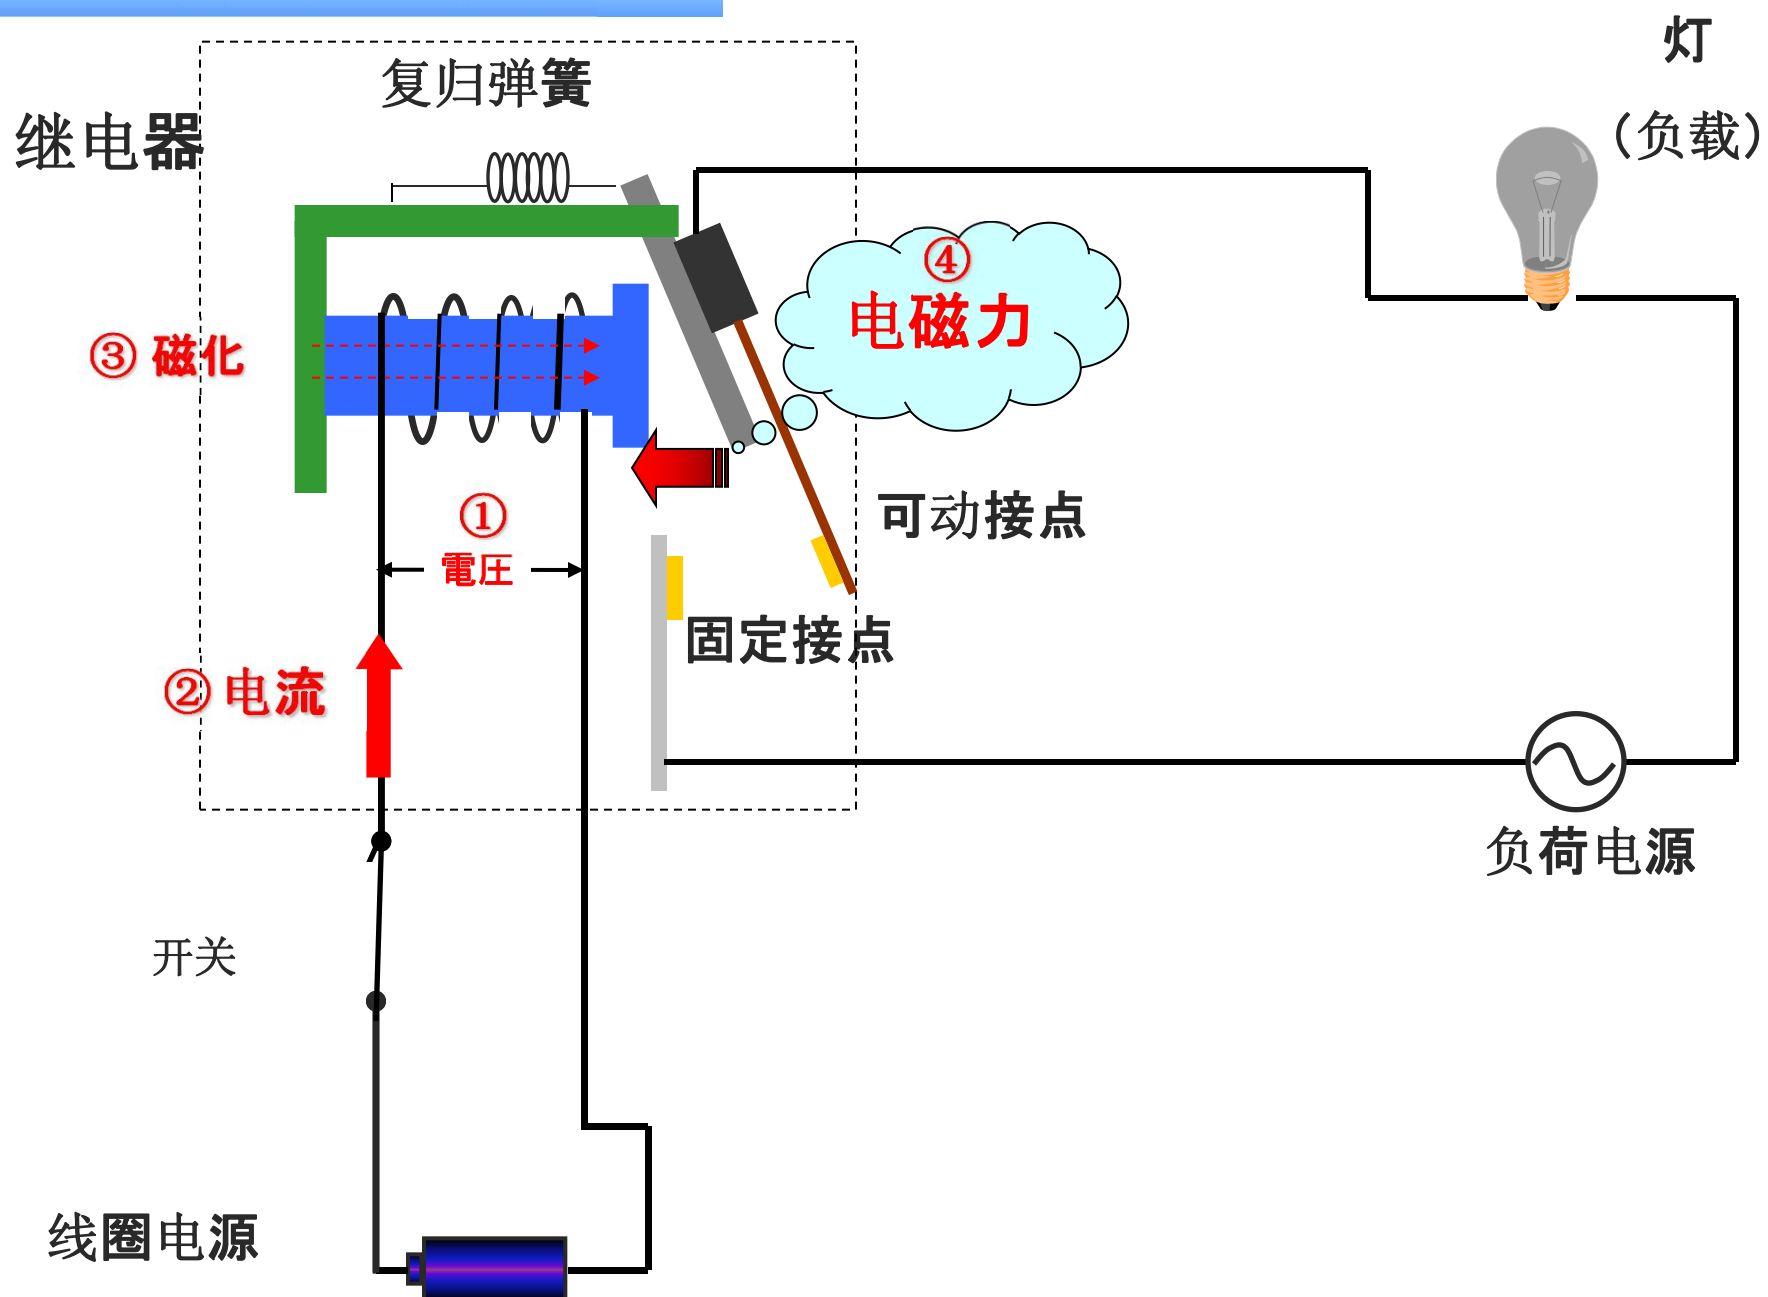 灯
复归弹簧
继电器
（负载）
④
电磁力
③ 磁化
可动接点
①
電圧
固定接点
② 电流
负荷电源
开关
线圈电源